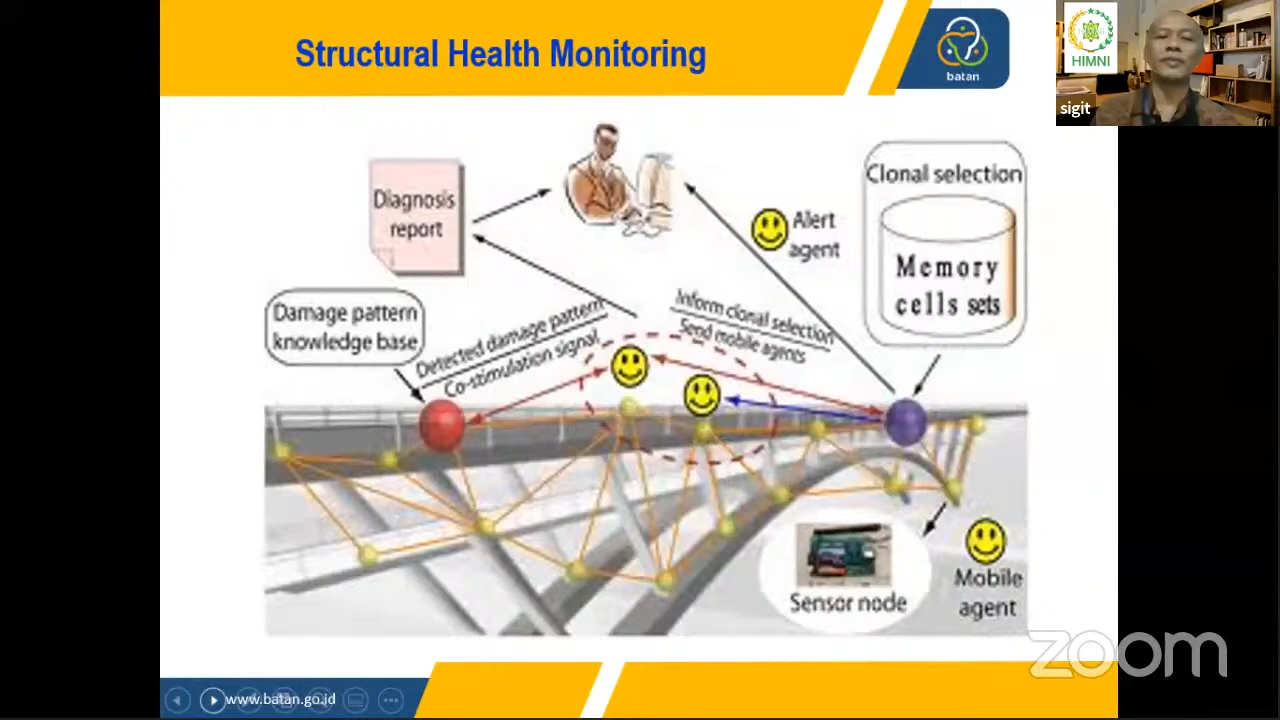 Structural Health Monitoring
batan
HIMNI
sigit
Diagnosis
report
Alert
agent
Clonal selection
Memory
cells sets
Damage pattern
knowledge base
Detected damage pattern
Co-stimulation signal
Inform clonal selection
Send mobile agents
Sensor node
Mobile
agent
zoom
www.batan.go.id